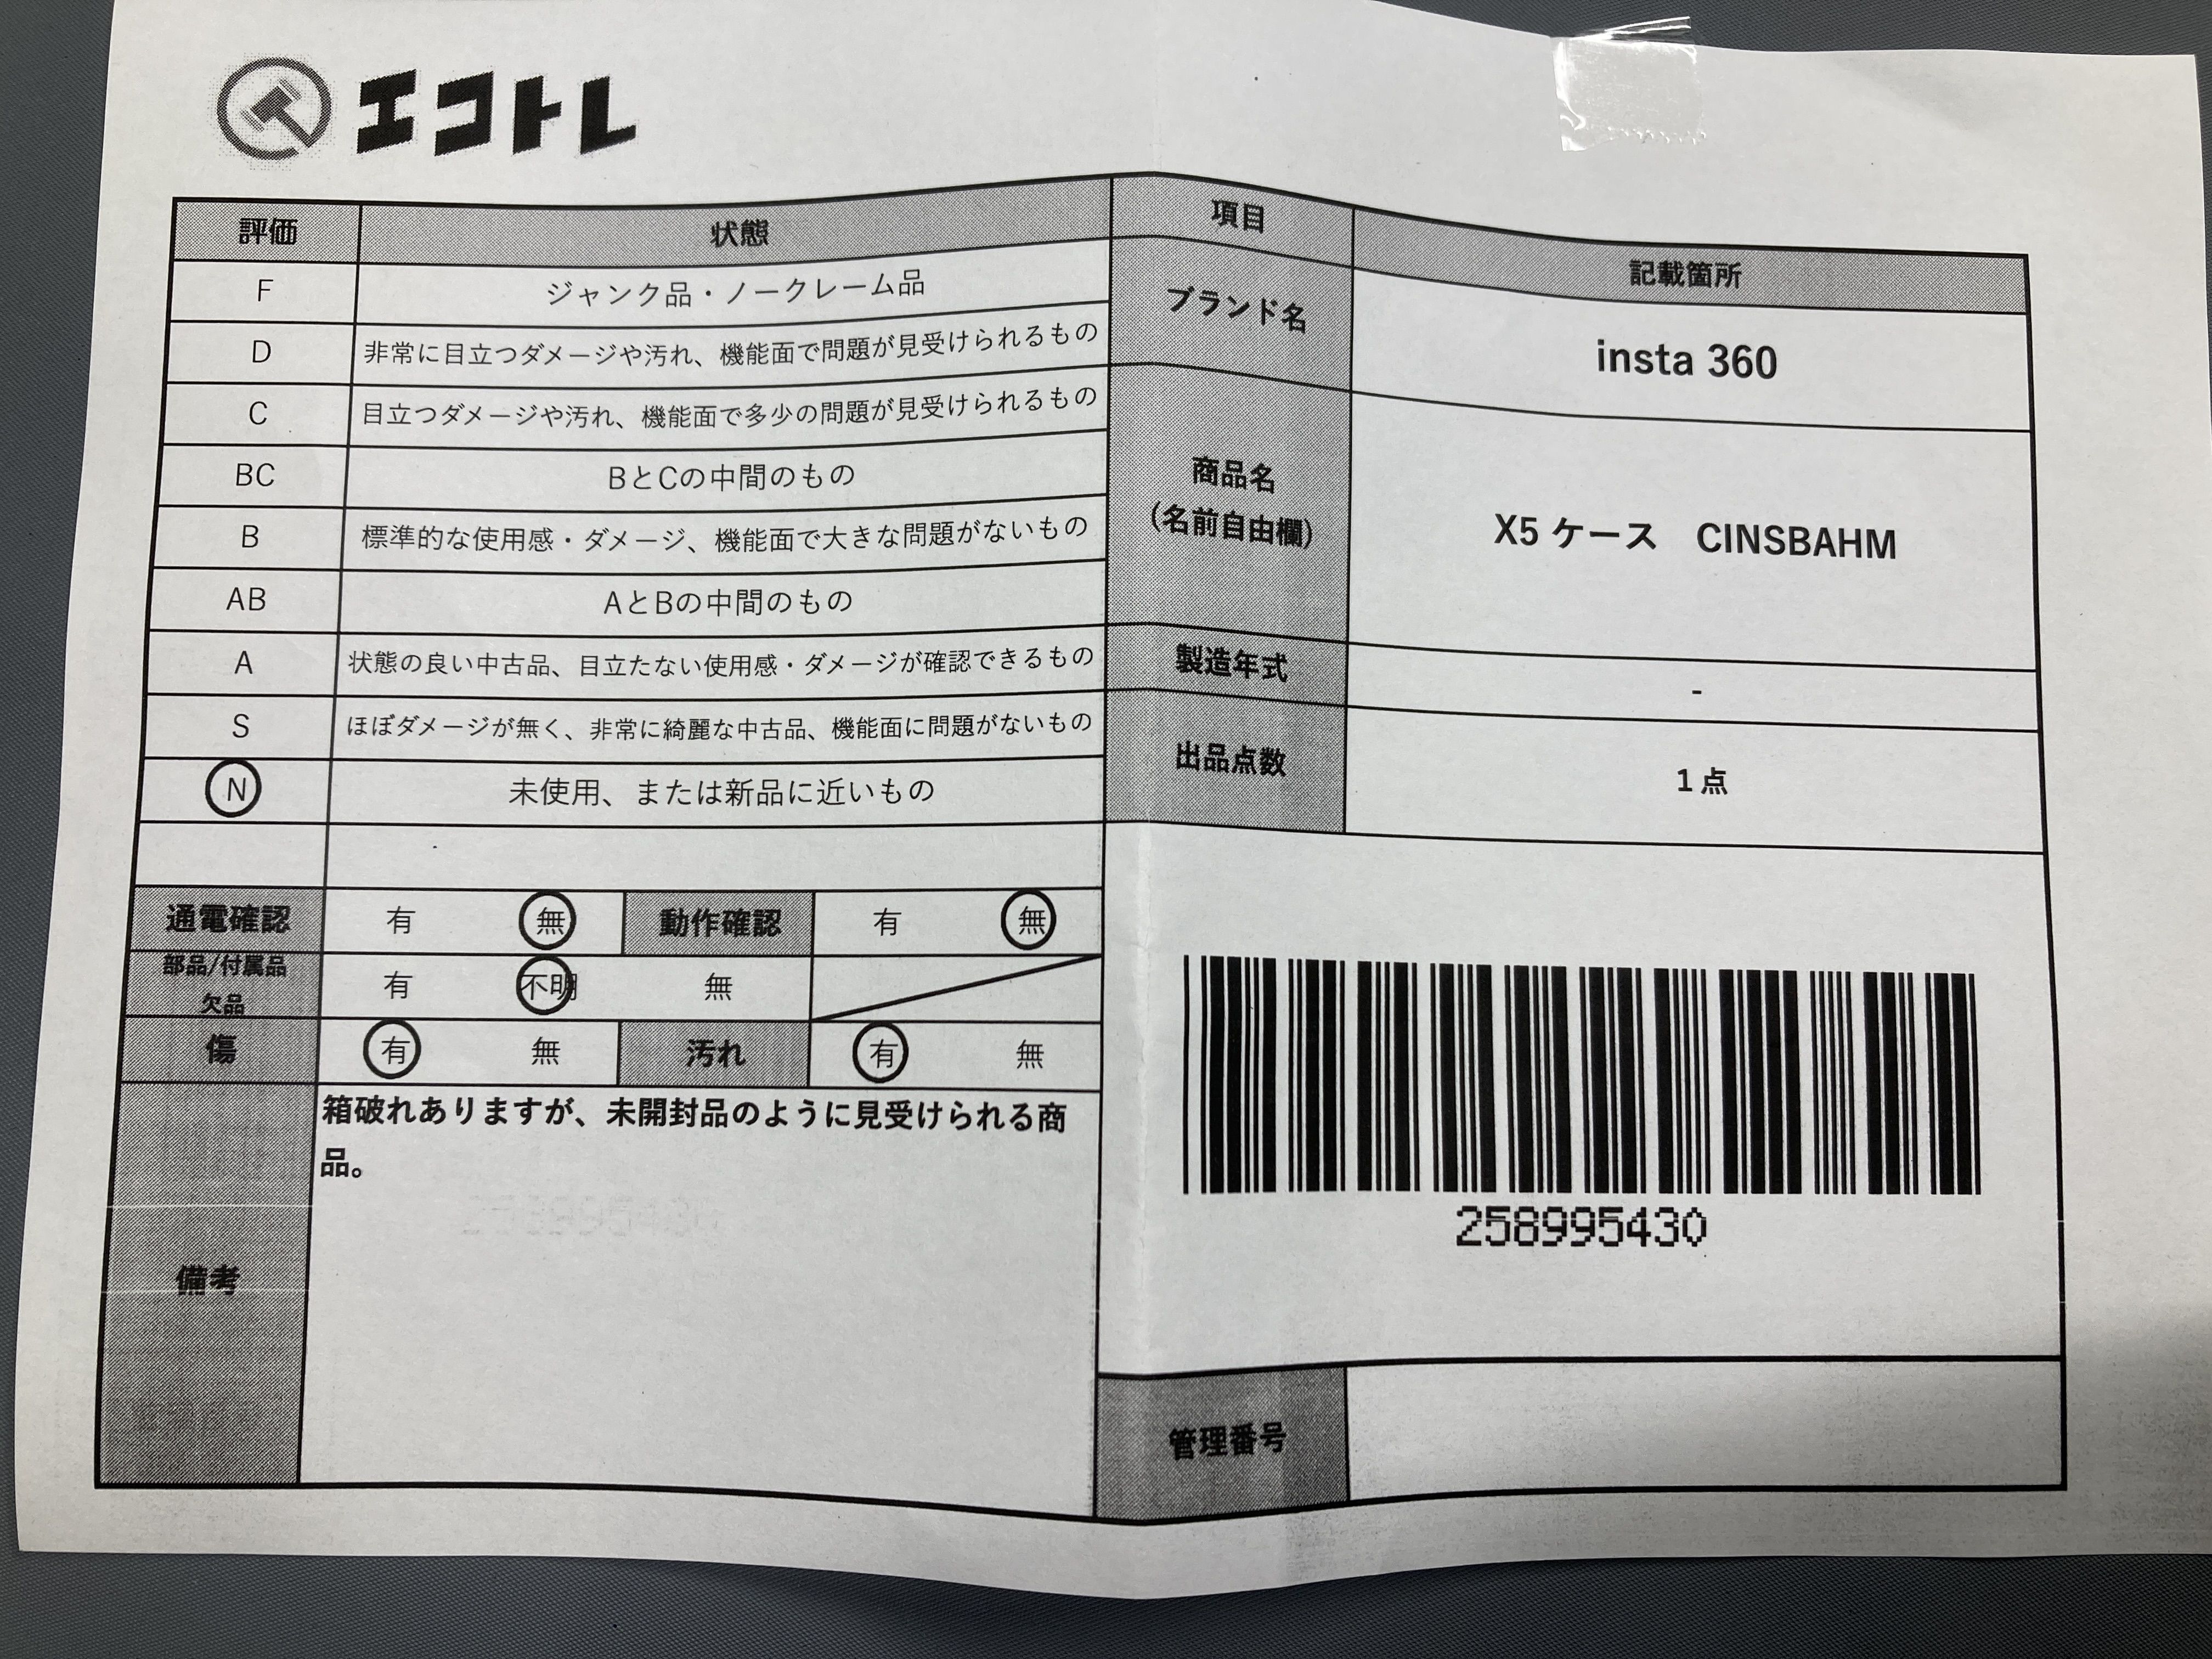 エコトレ
評価 状態
F ジャンク品・ノークレーム品
D 非常に目立つダメージや汚れ、機能面で問題が見受けられるもの
C 目立つダメージや汚れ、機能面で多少の問題が見受けられるもの
BC BとCの中間のもの
B 標準的な使用感・ダメージ、機能面で大きな問題がないもの
AB AとBの中間のもの
A 状態の良い中古品、目立たない使用感・ダメージが確認できるもの
S ほぼダメージが無く、非常に綺麗な中古品、機能面に問題がないもの
N 未使用、または新品に近いもの
通電確認 有 無 動作確認 有 無
部品/付属品
欠品
有 不明 無
傷 有 無 汚れ 有 無
備考
箱破れありますが、未開封品のように見受けられる商
品。
項目 記載箇所
ブランド名 insta 360
商品名
(名前自由欄)
X5 ケース CINSBAHM
製造年式 -
出品点数 1点
258995430
管理番号